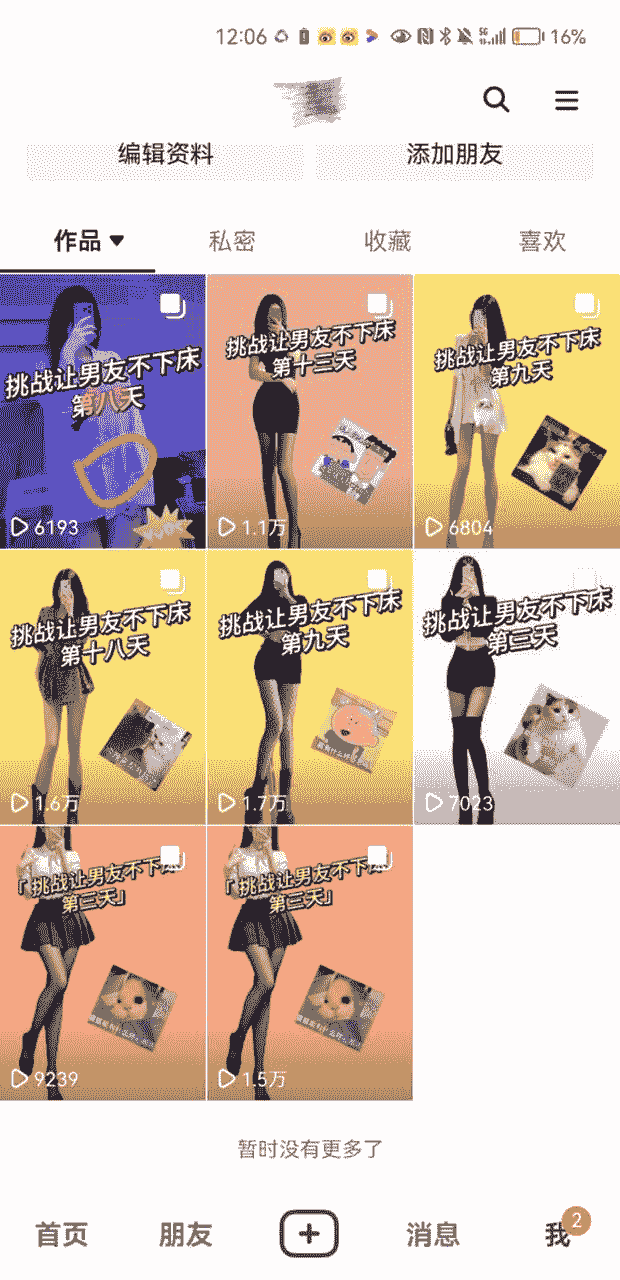 12:06
16%
编辑资料
添加朋友
作品
私密
收藏
喜欢
挑战让男友不下床
第八天
6193
挑战让男友不下床
第十三天
1.1万
挑战让男友不下床
第九天
6804
挑战让男友不下床
第十八天
1.6万
挑战让男友不下床
第九天
1.7万
挑战让男友不下床
第三天
7023
「挑战让男友不下床
第三天」
9239
「挑战让男友不下床
第三天」
1.5万
暂时没有更多了
首页
朋友
消息
我
2